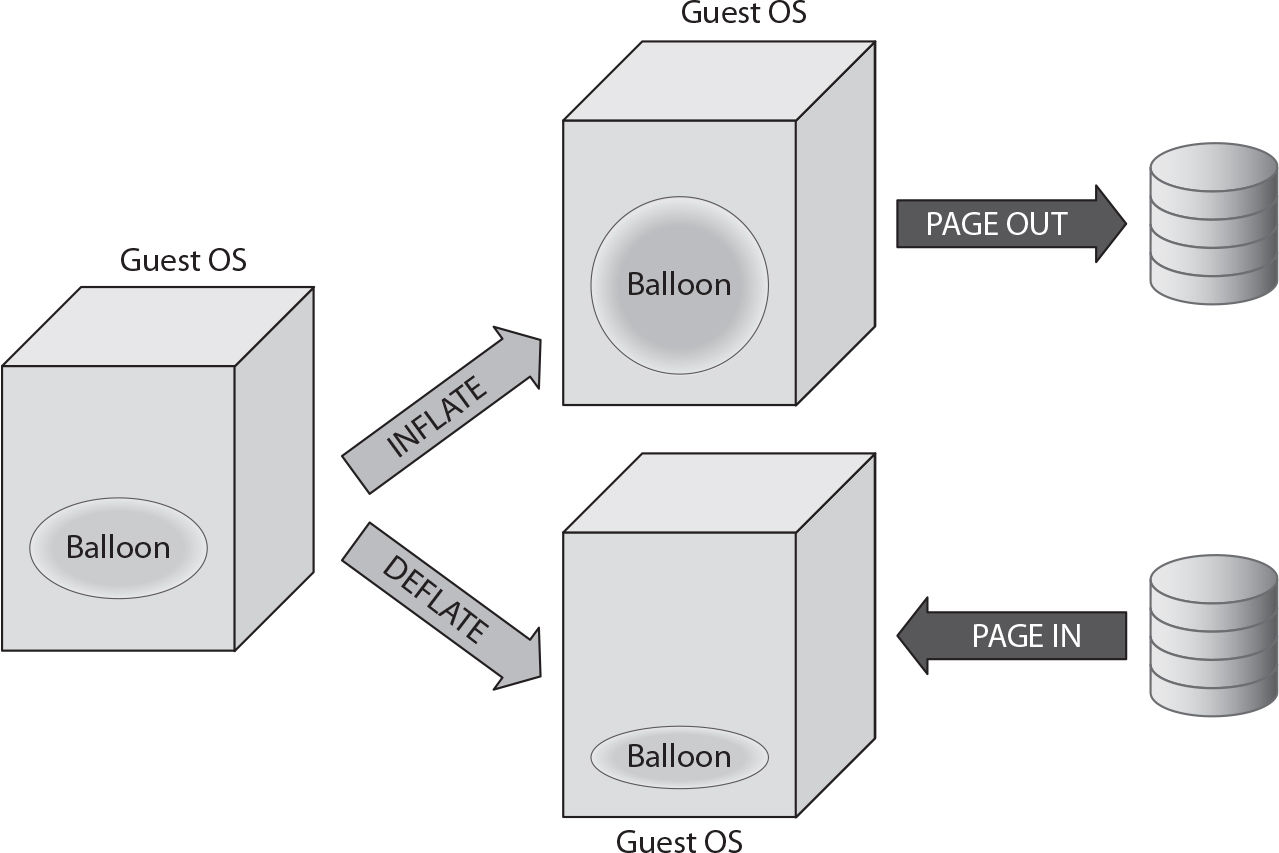 Guest OS
Balloon
INFLATE
DEFLATE
Guest OS
Balloon
PAGE OUT
Balloon
PAGE IN
Guest OS